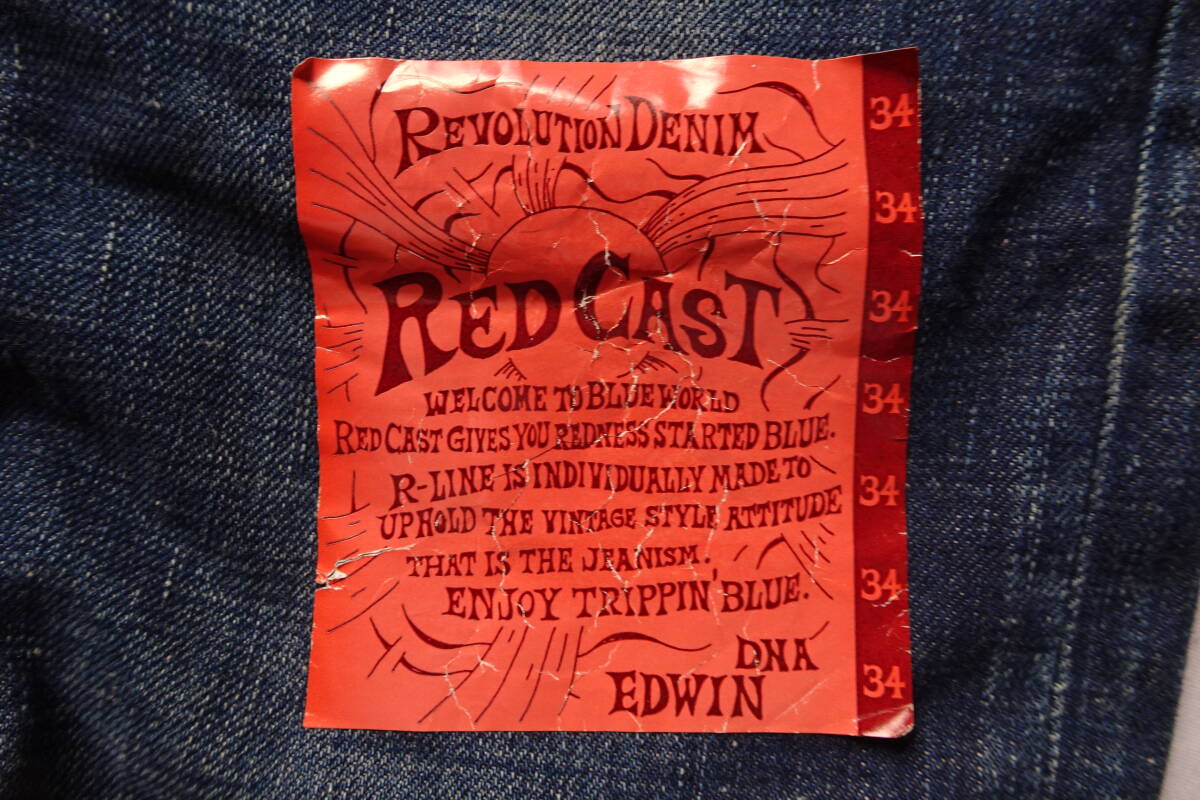 REVOLUTION DENIM
RED CAST
WELCOME TO BLUE WORLD
RED CAST GIVES YOU REDNESS STARTED BLUE.
R-LINE IS INDIVIDUALLY MADE TO
UPHOLD THE VINTAGE STYLE ATTITUDE
THAT IS THE JEANISM.
ENJOY TRIPPIN' BLUE.
DNA
EDWIN
34
34
34
34
34
34
34